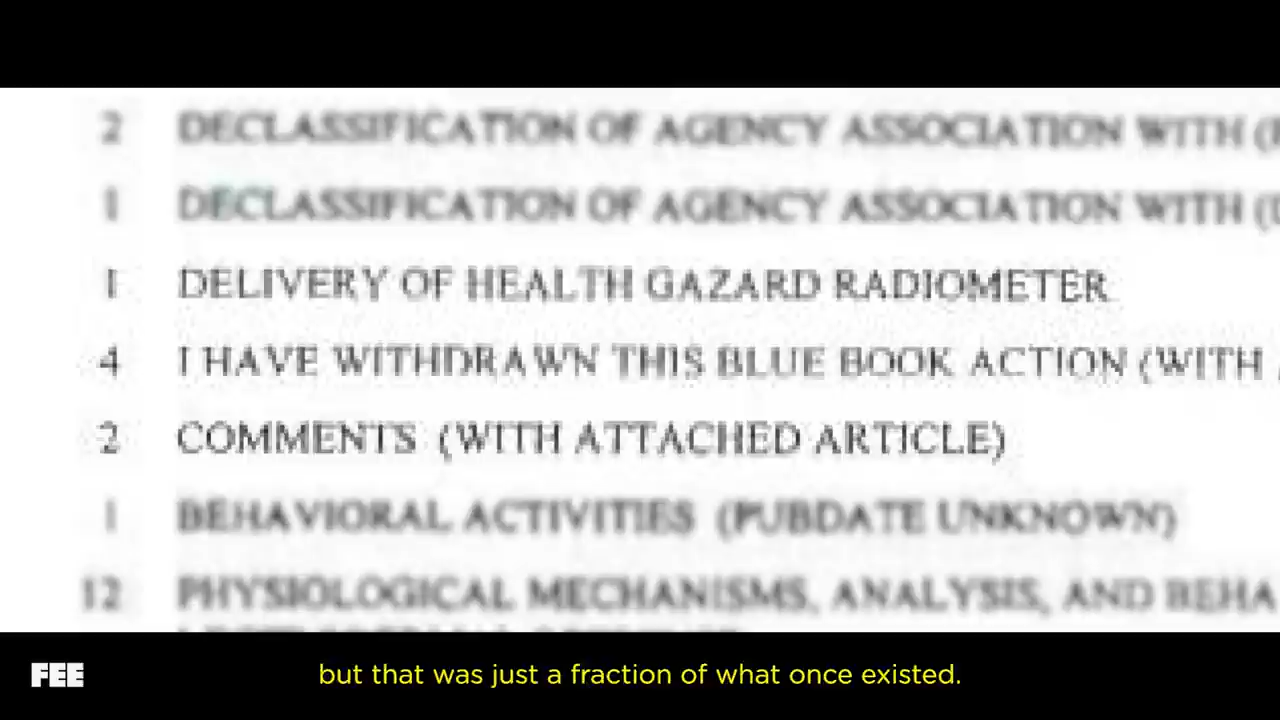 2 DECLASSIFICATION OF AGENCY ASSOCIATION WITH (
1 DECLASSIFICATION OF AGENCY ASSOCIATION WITH (
1 DELIVERY OF HEALTH GAZARD RADIOMETER
4 I HAVE WITHDRAWN THIS BLUE BOOK ACTION (WITH
2 COMMENTS (WITH ATTACHED ARTICLE)
1 BEHAVIORAL ACTIVITIES (PUBDATE UNKNOWN)
12 PHYSIOLOGICAL MECHANISMS, ANALYSIS, AND BEHA
FEE
but that was just a fraction of what once existed.